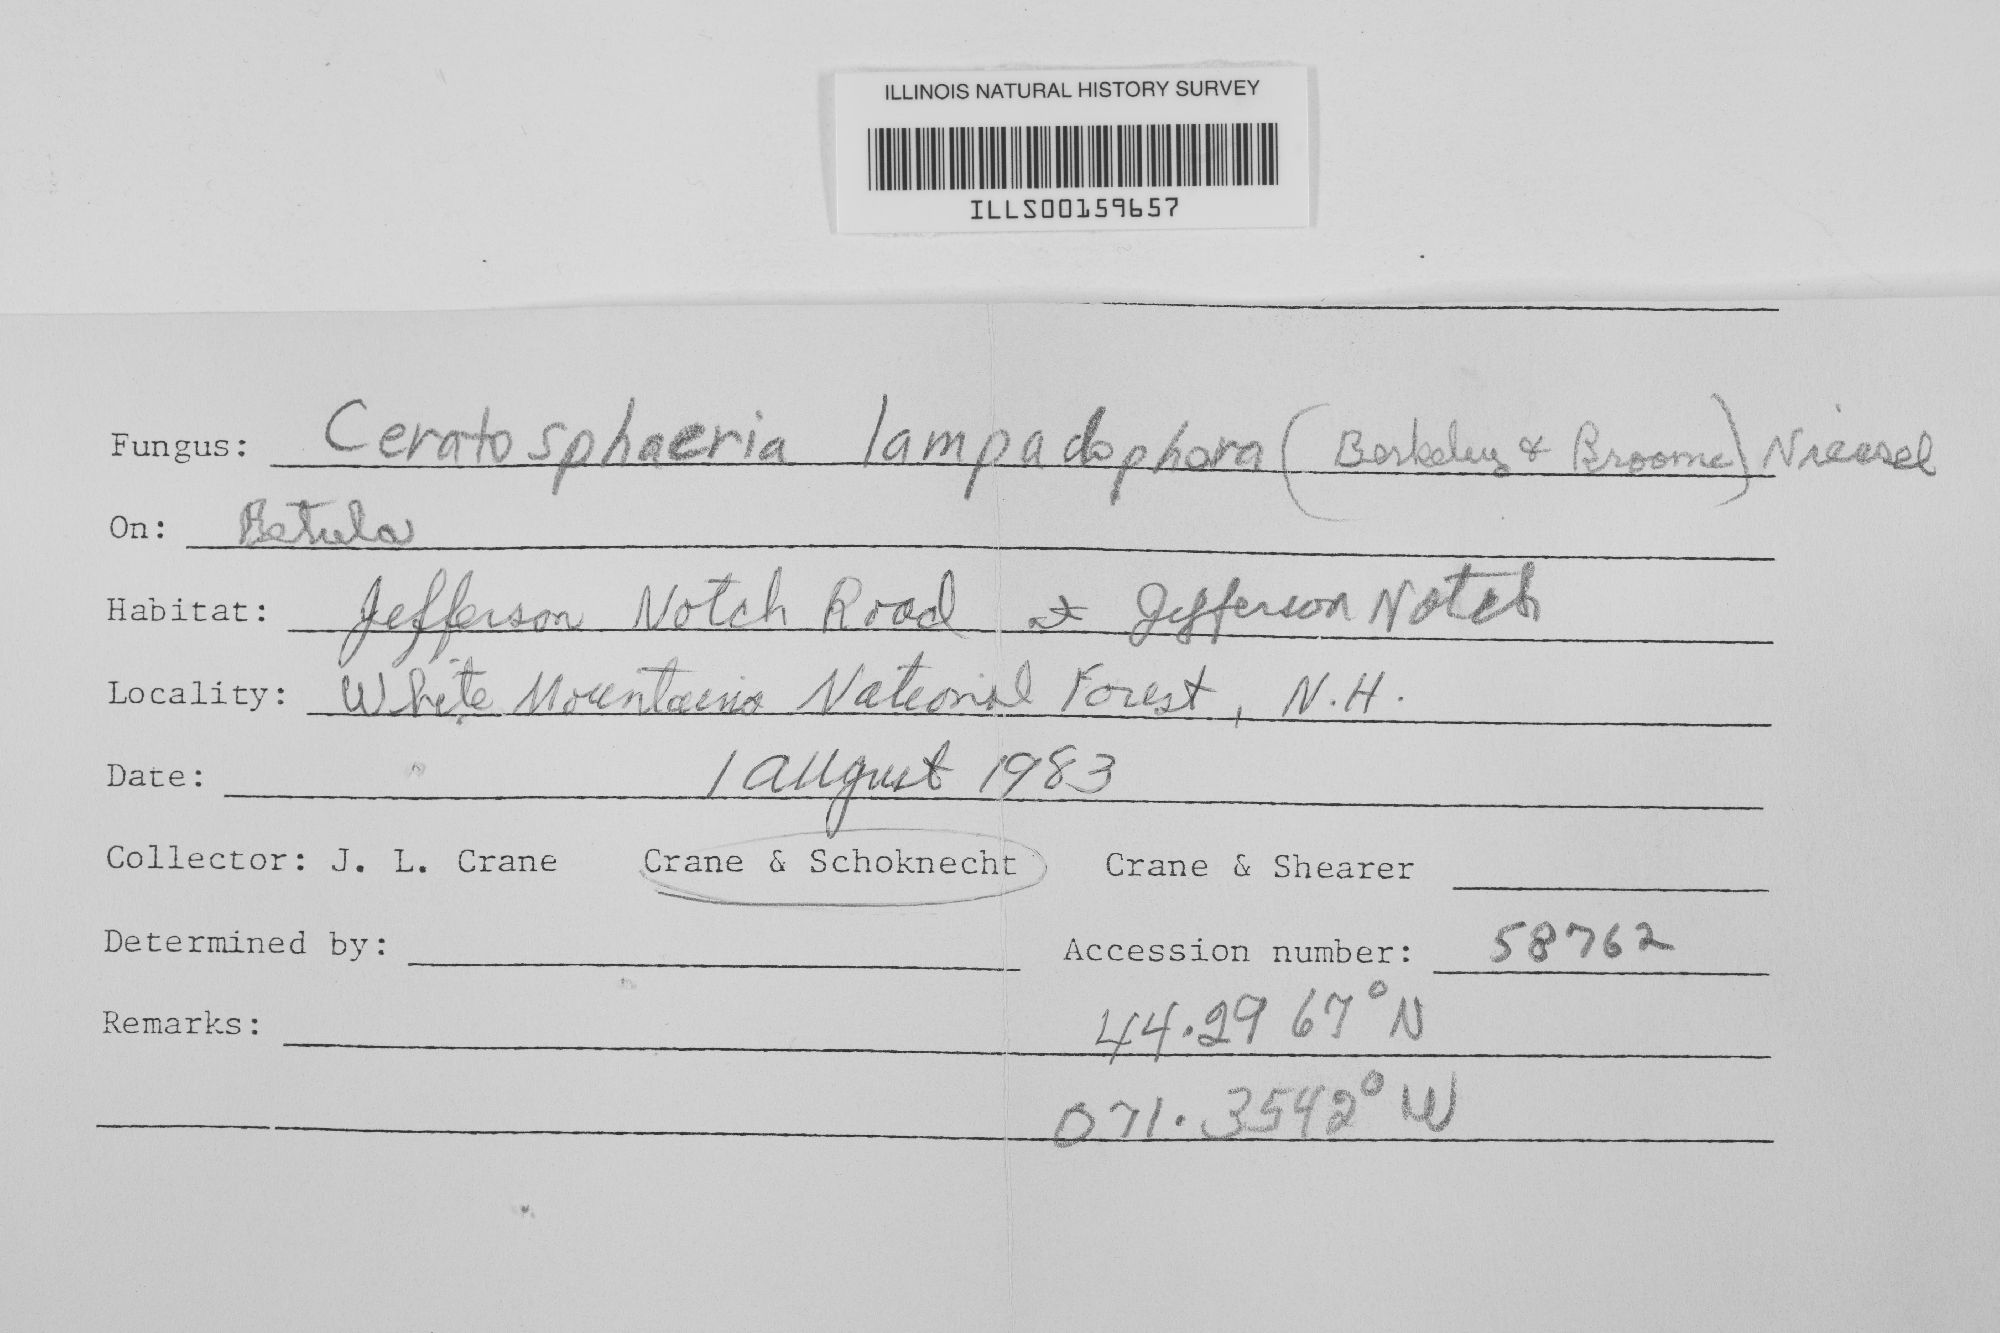 ILLINOIS NATURAL HISTORY SURVEY
ILLS00159657
Fungus: Ceratosphaeria lampadophora (Berkeley & Broome) Niessl
On: Betula
Habitat: Jefferson Notch Road at Jefferson Notch
Locality: White Mountains National Forest, N.H.
Date: 1 August 1983
Collector: J. L. Crane Crane & Schoknecht Crane & Shearer
Determined by: Accession number: 58762
Remarks: 44.2967°N
071.3542°W